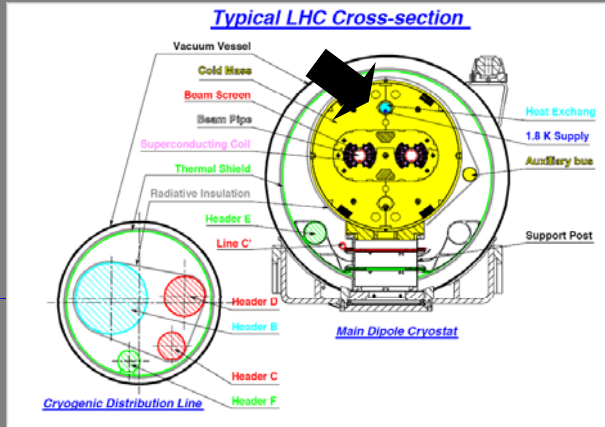 Typical LHC Cross-section
Vacuum Vessel
Cold Mass
Beam Screen
Beam Pipe
Superconducting Coil
Thermal Shield
Radiative Insulation
Header E
Line C'
Heat Exchang
1.8 K Supply
Auxiliary bus
Support Post
Header D
Header B
Header C
Header F
Main Dipole Cryostat
Cryogenic Distribution Line